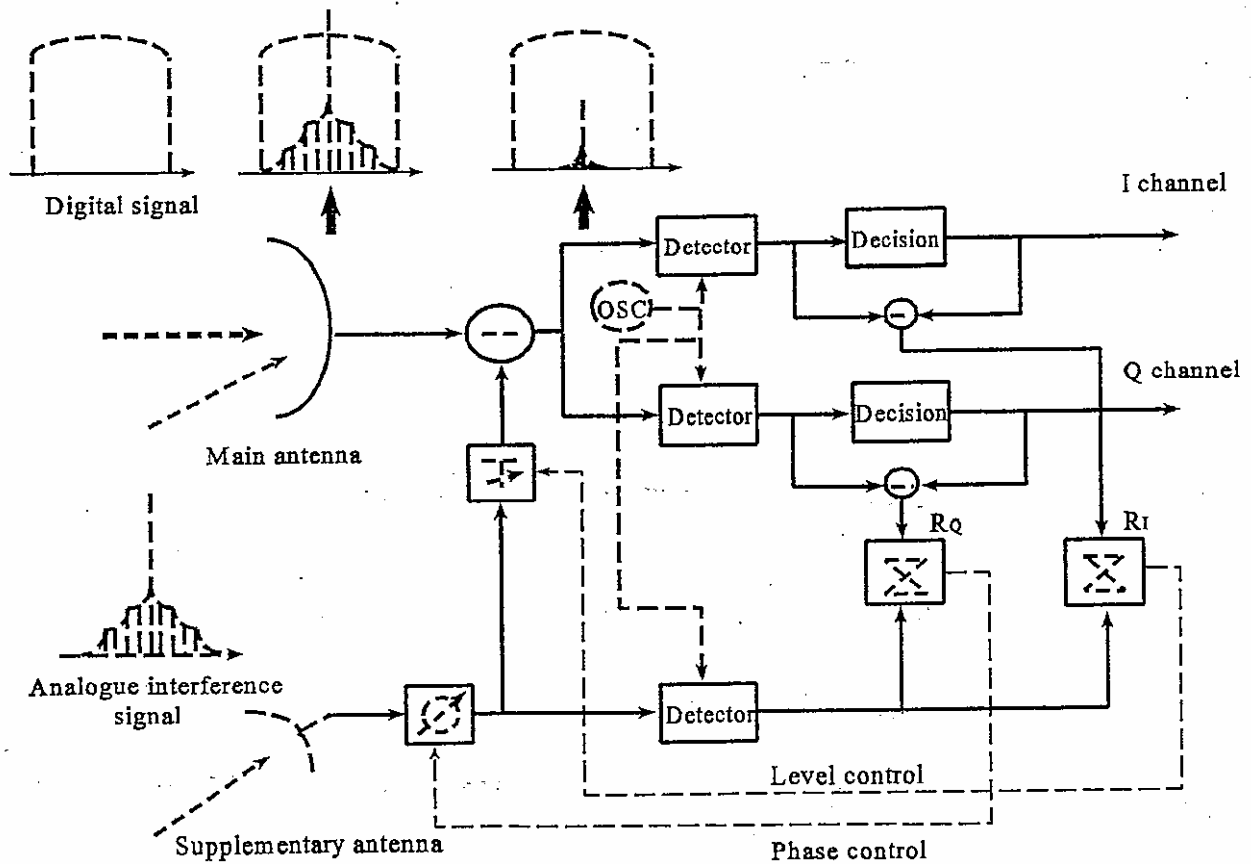 Digital signal
I channel
Detector
Decision
OSC
Q channel
Detector
Decision
Main antenna
RQ
RI
Analogue interference
signal
Detector
Level control
Supplementary antenna
Phase control